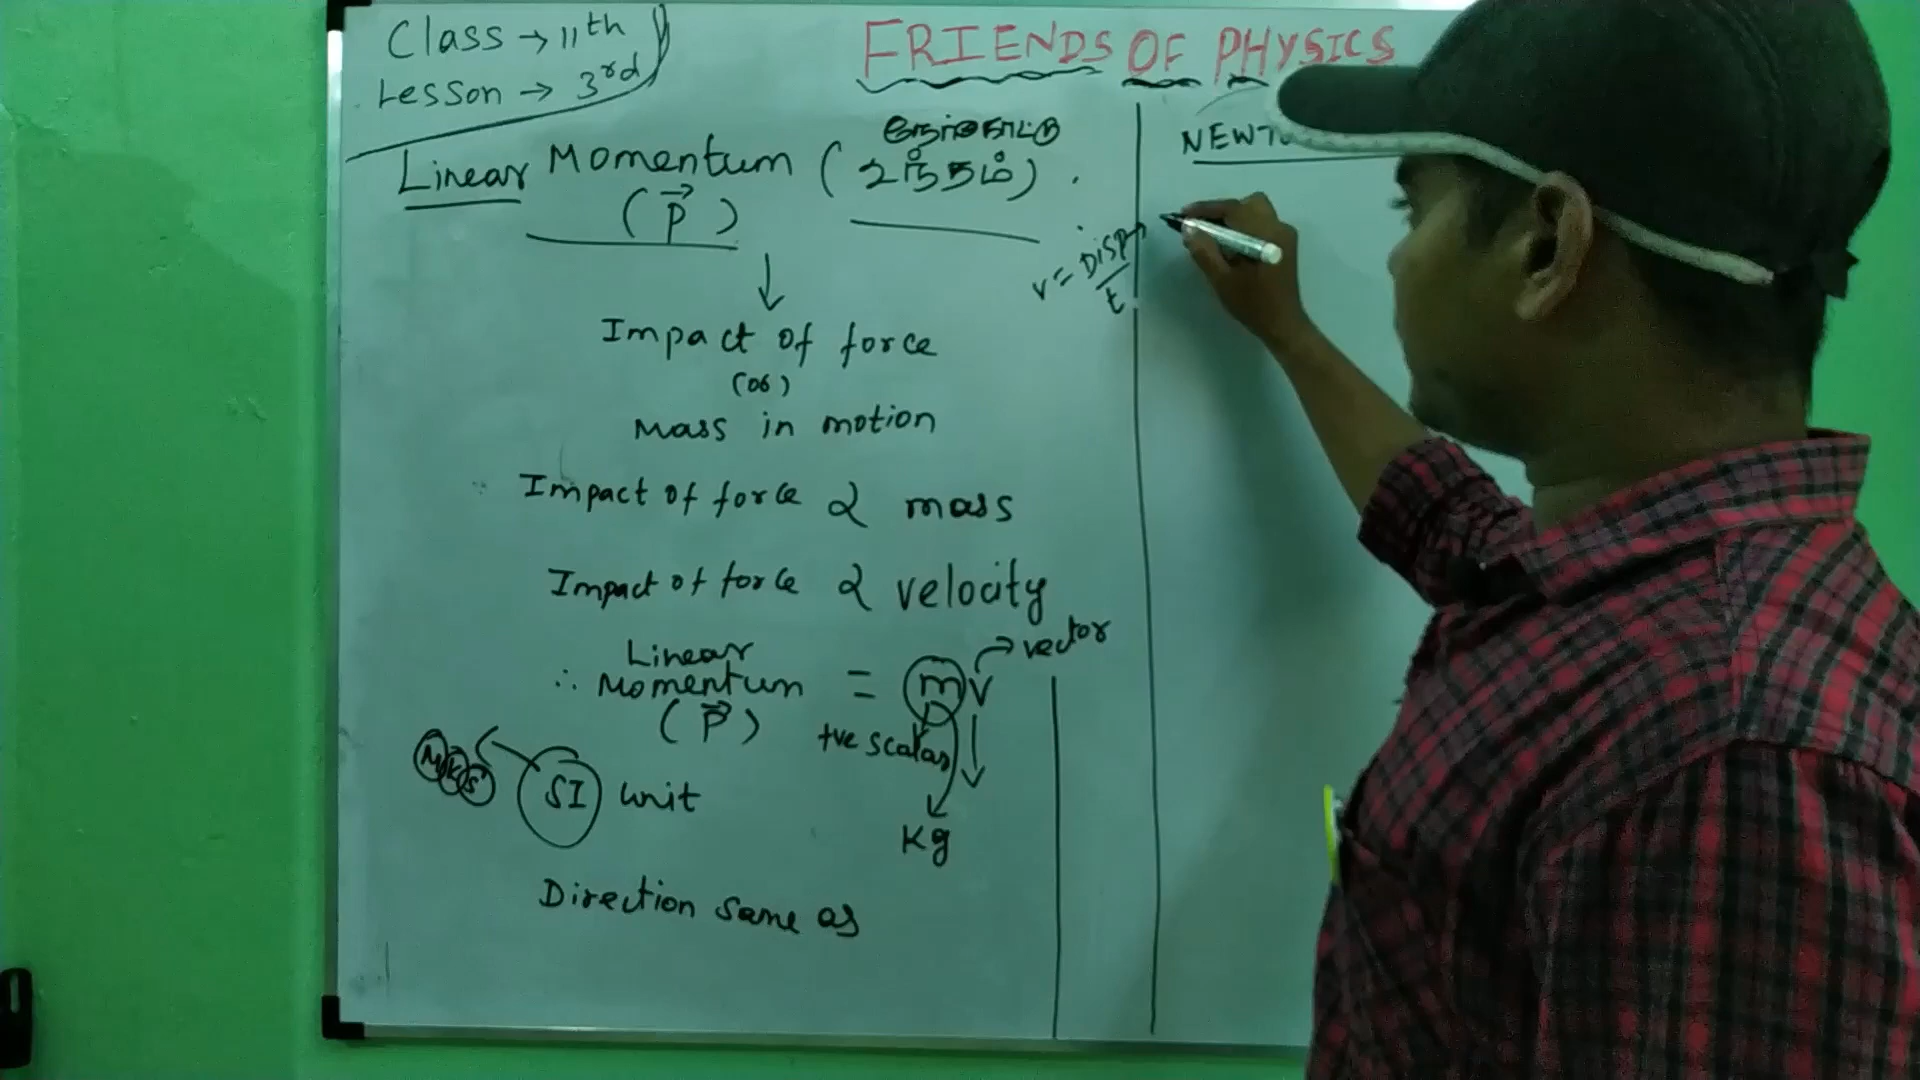 Class → 11th
Lesson → 3rd
FRIENDS OF PHYSICS
Linear Momentum ( நேர்கோட்டு
உந்தம் ) .
( p⃗ )
↓
Impact of force
(or)
Mass in motion
Impact of force α mass
Impact of force α velocity
→ vector
∴ Linear
Momentum = m v
( P⃗ )
+ve scalar
MKS
SI unit
Kg
Direction same as
v = Disp
t